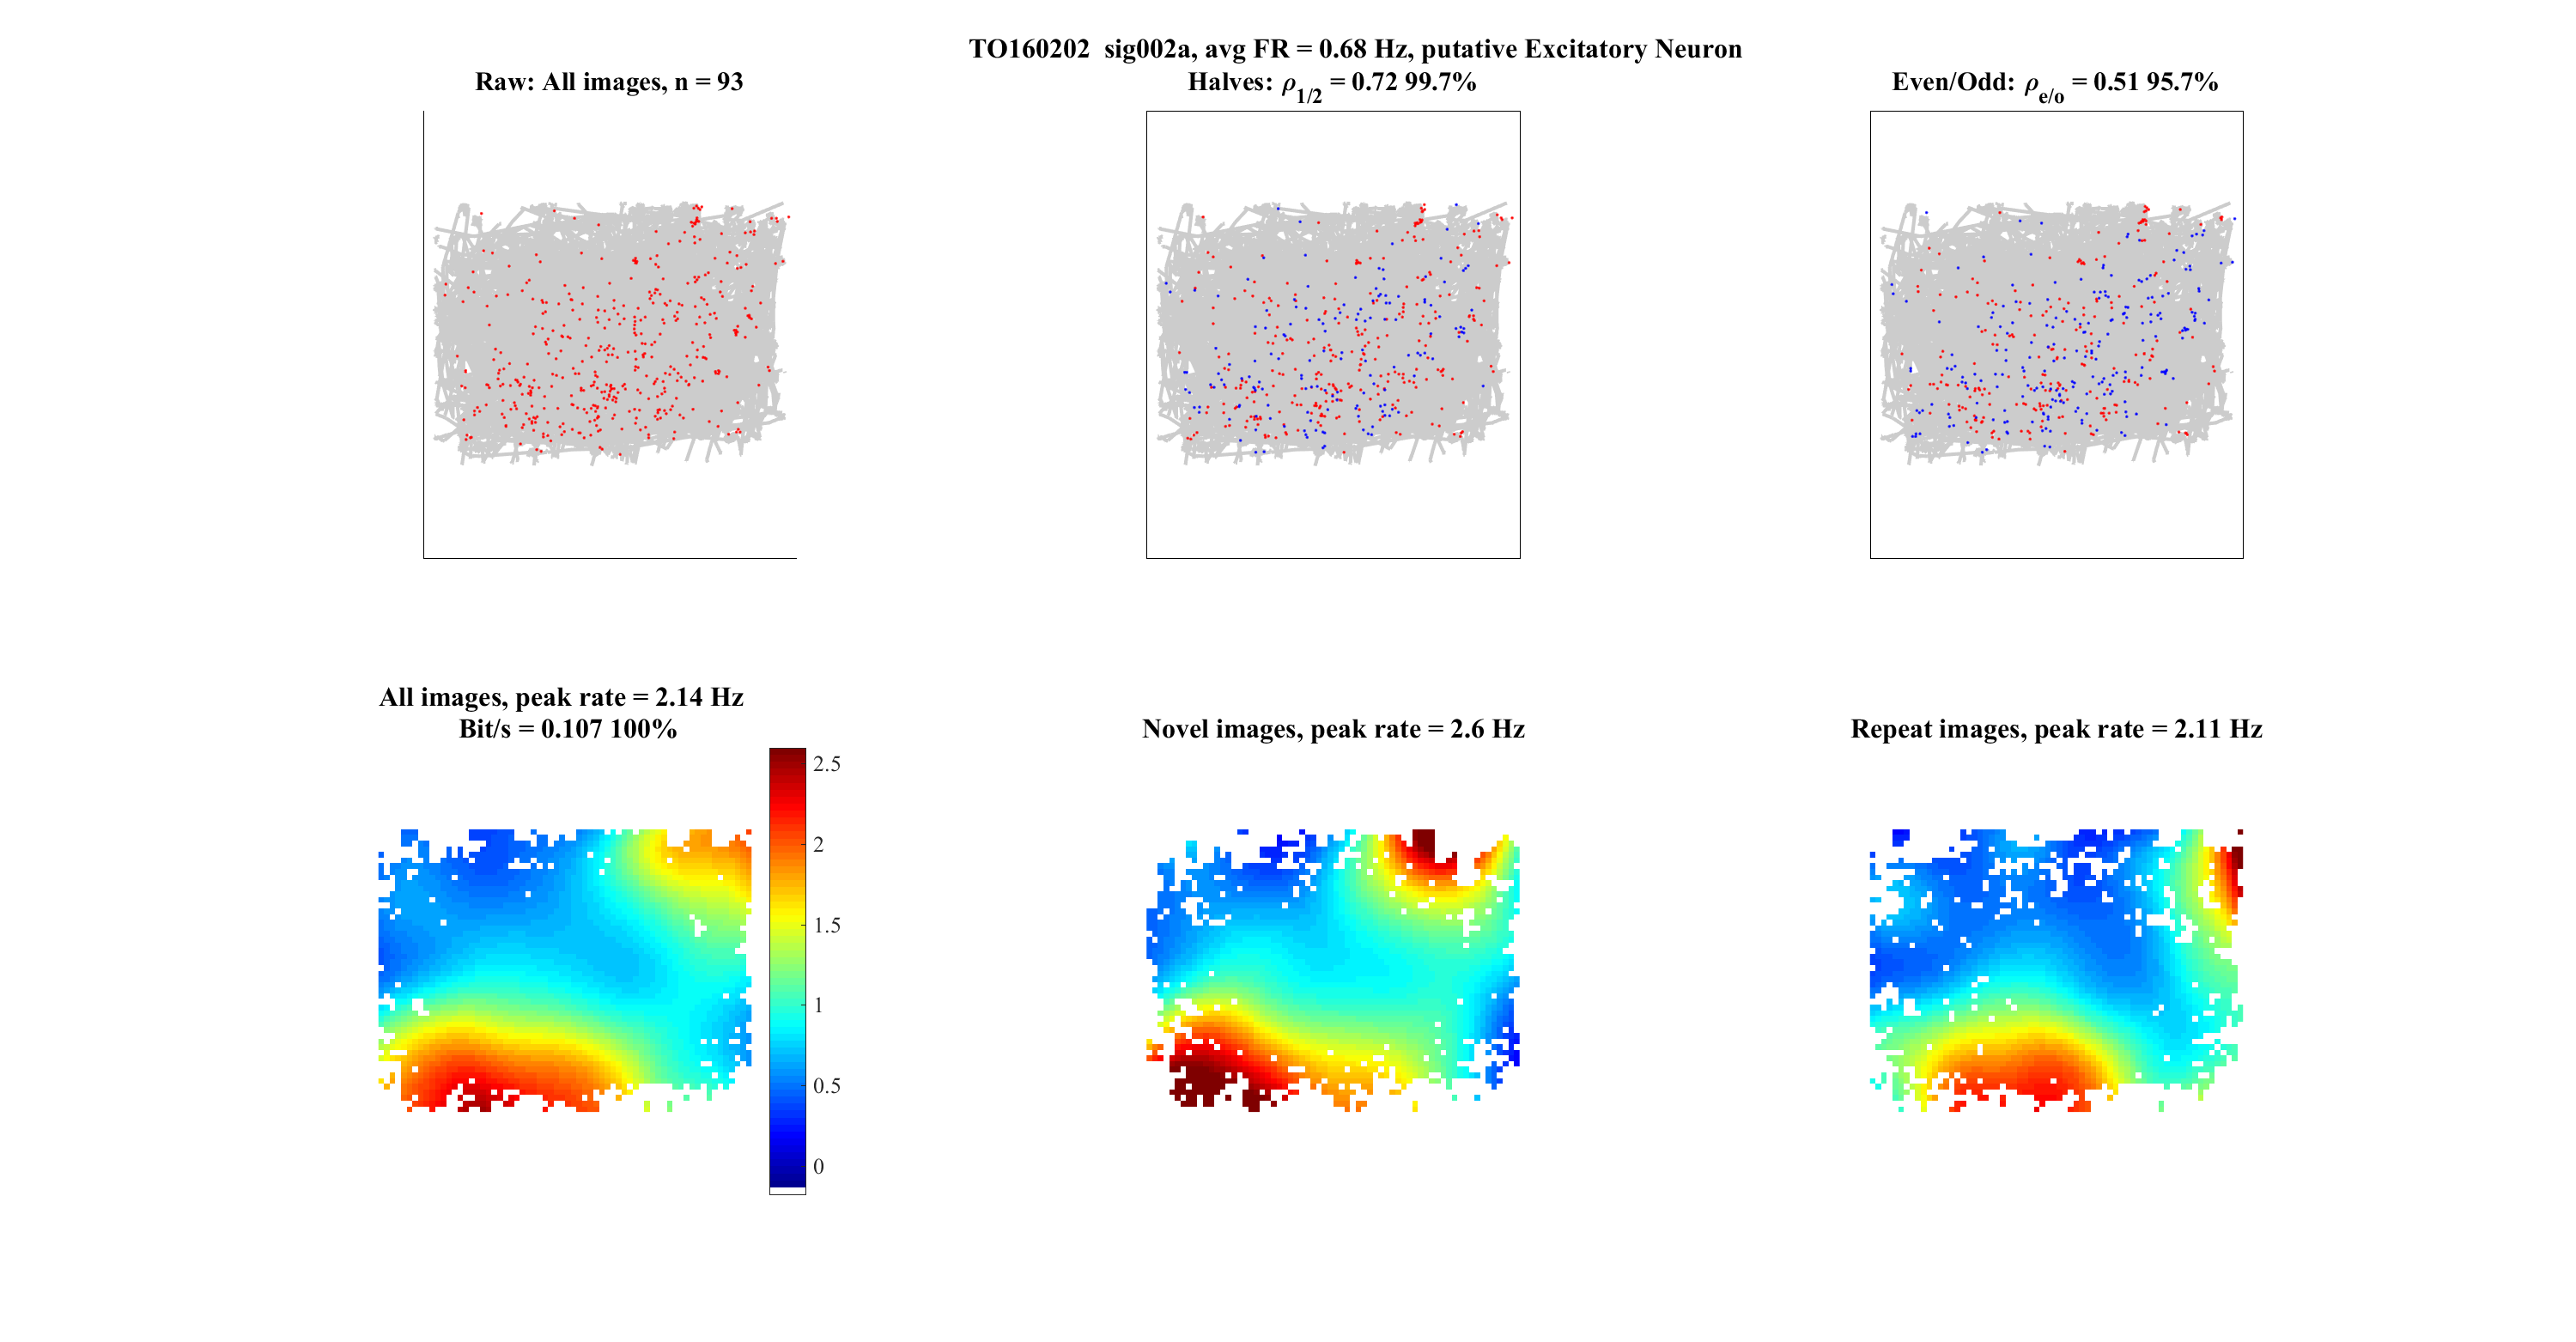 TO160202  sig002a, avg FR = 0.68 Hz, putative Excitatory Neuron
Raw: All images, n = 93
Halves: ρ1/2 = 0.72 99.7%
Even/Odd: ρe/o = 0.51 95.7%
All images, peak rate = 2.14 Hz
Bit/s = 0.107 100%
Novel images, peak rate = 2.6 Hz
Repeat images, peak rate = 2.11 Hz
2.5
2
1.5
1
0.5
0